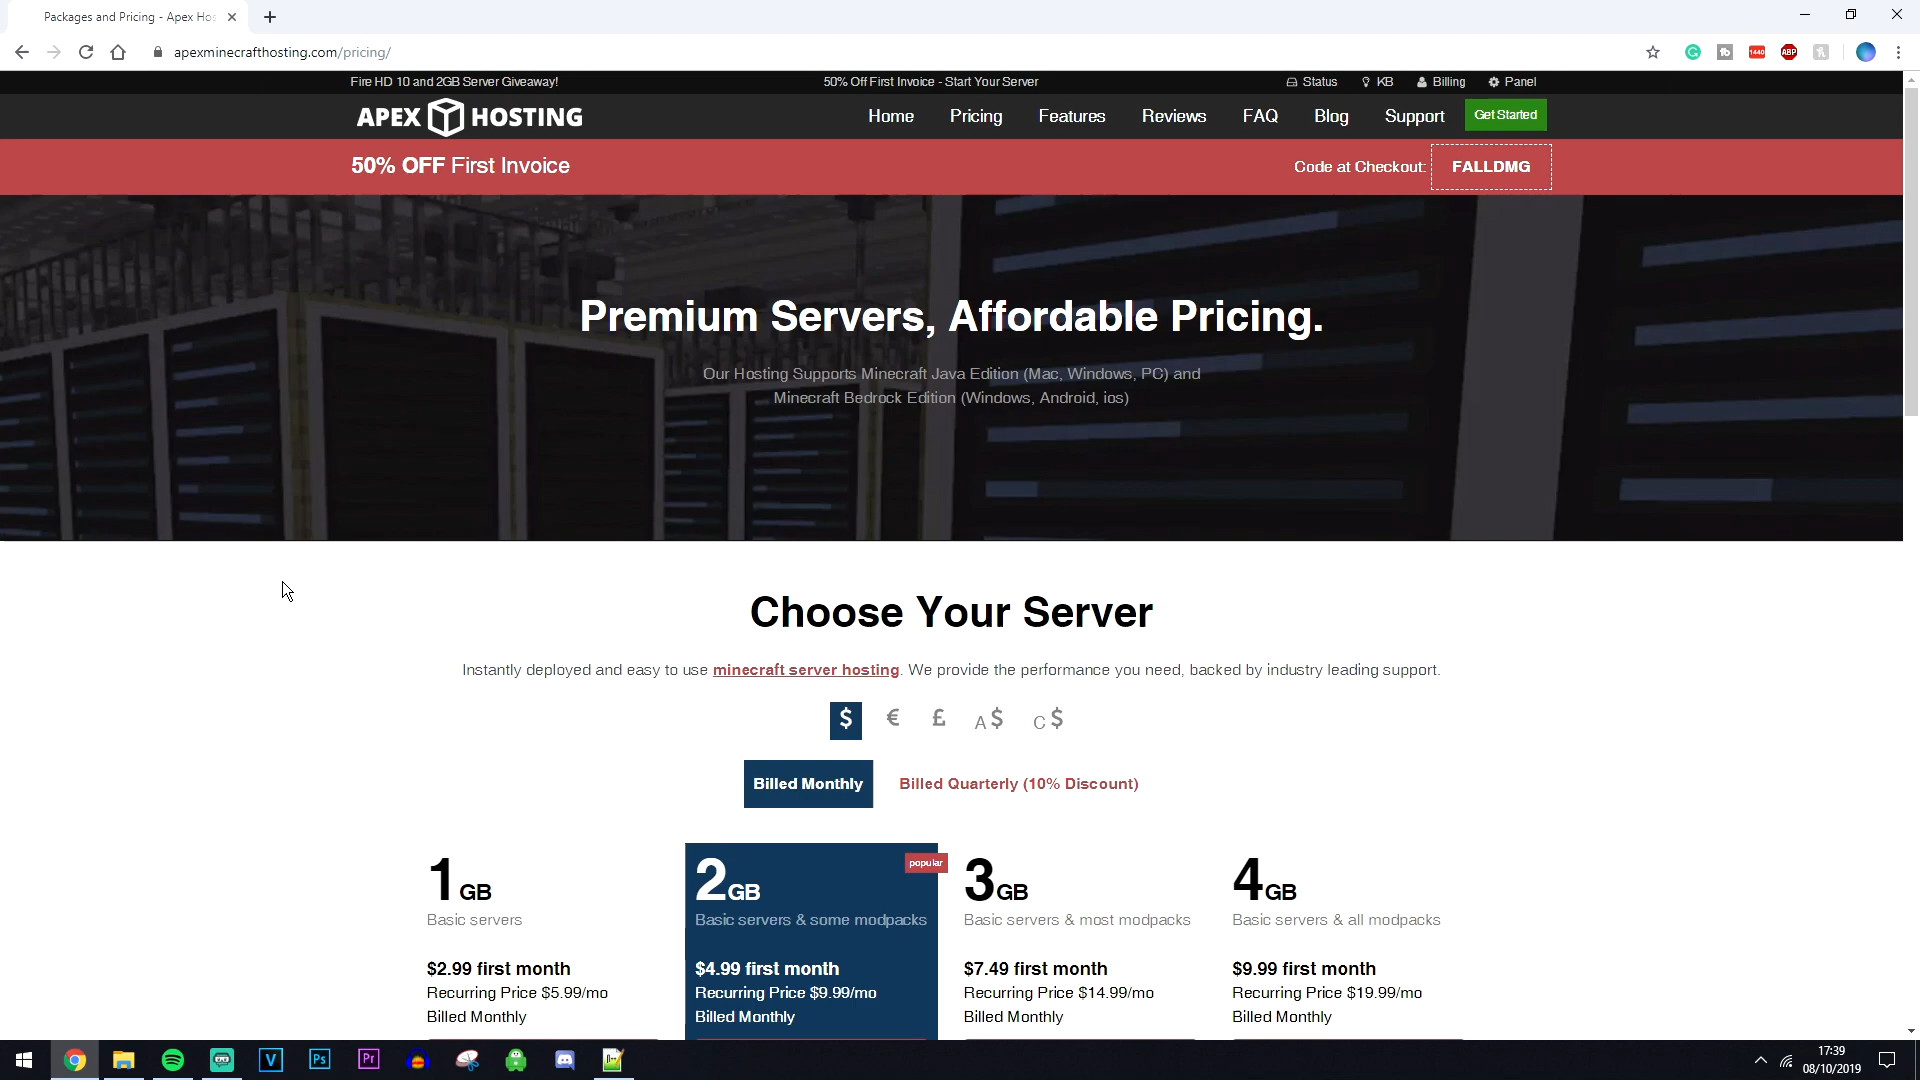 Packages and Pricing - Apex Hos
apexminecrafthosting.com/pricing/
1440
ABP
Fire HD 10 and 2GB Server Giveaway!
50% Off First Invoice - Start Your Server
Status
KB
Billing
Panel
APEX HOSTING
Home
Pricing
Features
Reviews
FAQ
Blog
Support
Get Started
50% OFF First Invoice
Code at Checkout: FALLDMG
Premium Servers, Affordable Pricing.
Our Hosting Supports Minecraft Java Edition (Mac, Windows, PC) and
Minecraft Bedrock Edition (Windows, Android, ios)
Choose Your Server
Instantly deployed and easy to use minecraft server hosting. We provide the performance you need, backed by industry leading support.
$ € £ A$ C$
Billed Monthly
Billed Quarterly (10% Discount)
1GB
Basic servers
$2.99 first month
Recurring Price $5.99/mo
Billed Monthly
popular
2GB
Basic servers & some modpacks
$4.99 first month
Recurring Price $9.99/mo
Billed Monthly
3GB
Basic servers & most modpacks
$7.49 first month
Recurring Price $14.99/mo
Billed Monthly
4GB
Basic servers & all modpacks
$9.99 first month
Recurring Price $19.99/mo
Billed Monthly
V
Ps
Pr
17:39
08/10/2019